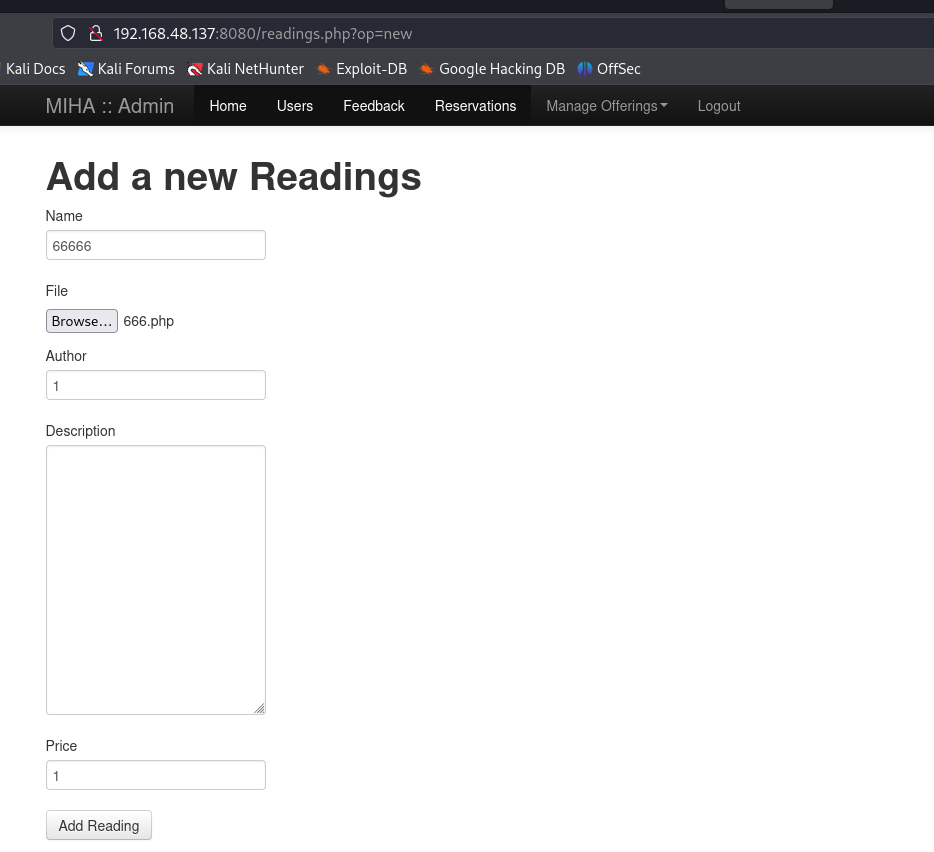 192.168.48.137:8080/readings.php?op=new
Kali Docs Kali Forums Kali NetHunter Exploit-DB Google Hacking DB OffSec
MIHA :: Admin Home Users Feedback Reservations Manage Offerings Logout
Add a new Readings
Name
66666
File
Browse... 666.php
Author
1
Description
Price
1
Add Reading